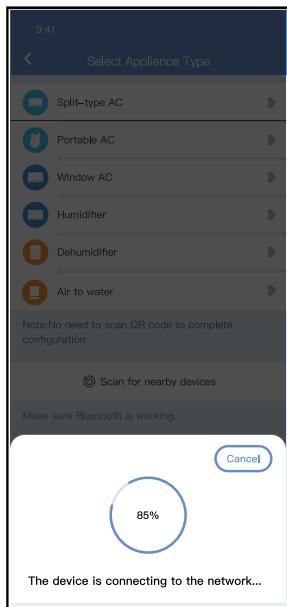 9:41
Select Appliance Type
Split-type AC
Portable AC
Window AC
Humidifier
Dehumidifier
Air to water
Note:No need to scan QR code to complete
configuration
Scan for nearby devices
Make sure Bluetooth is working.
Cancel
85%
The device is connecting to the network...